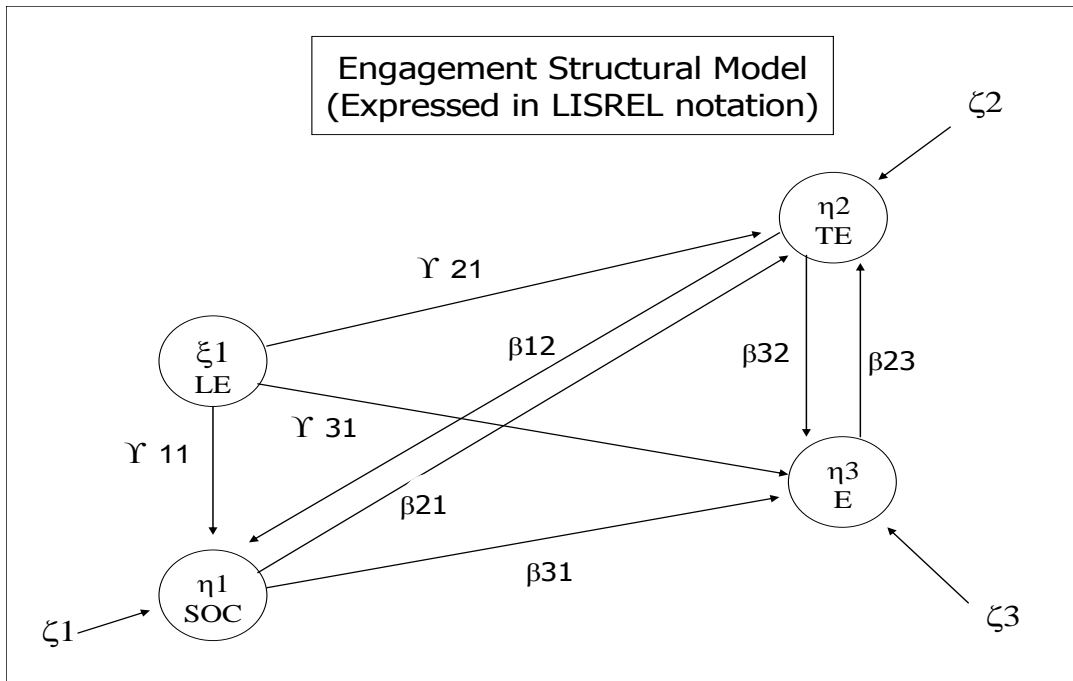 Engagement Structural Model
(Expressed in LISREL notation)
ζ2
η2
TE
ϒ 21
ξ1
LE
β12
β32
β23
ϒ 31
ϒ 11
η3
E
β21
β31
η1
SOC
ζ1
ζ3